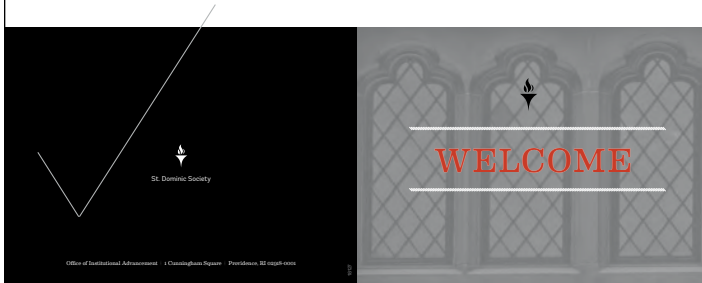 St. Dominic Society
Office of Institutional Advancement | 1 Cunningham Square | Providence, RI 02918-0001
WELCOME